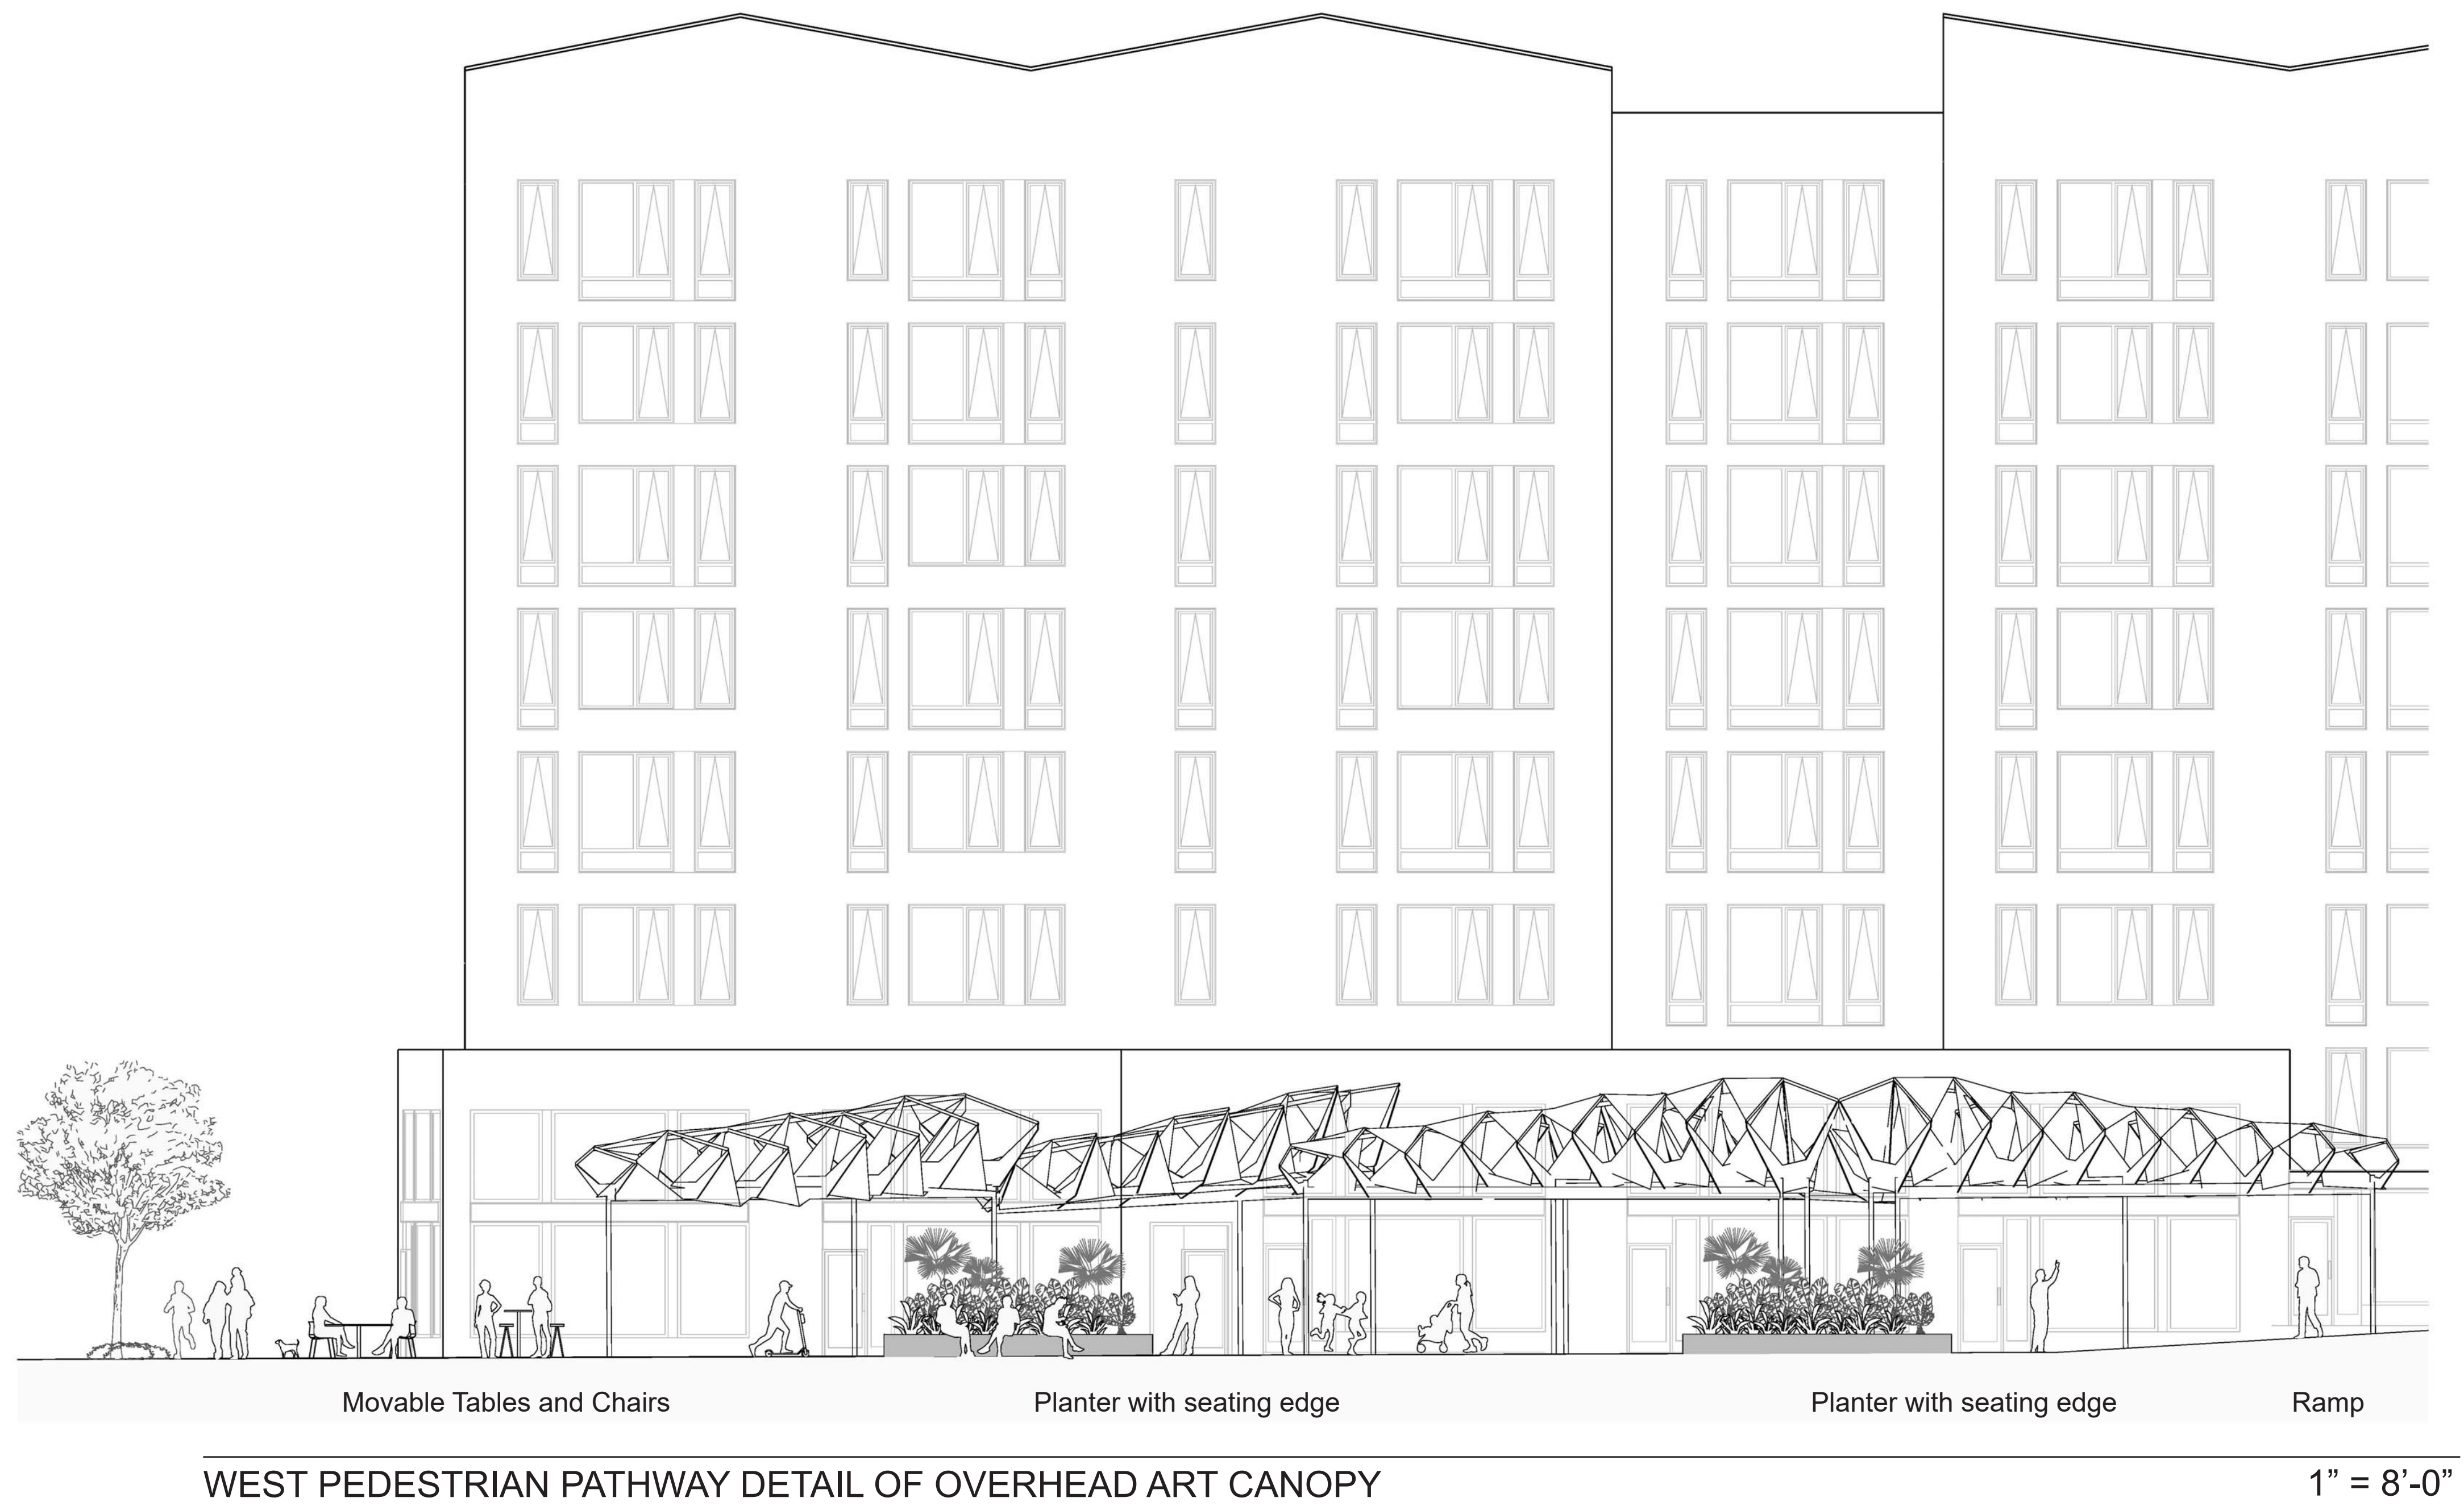 Movable Tables and Chairs
Planter with seating edge
Planter with seating edge
Ramp
WEST PEDESTRIAN PATHWAY DETAIL OF OVERHEAD ART CANOPY
1” = 8’-0”